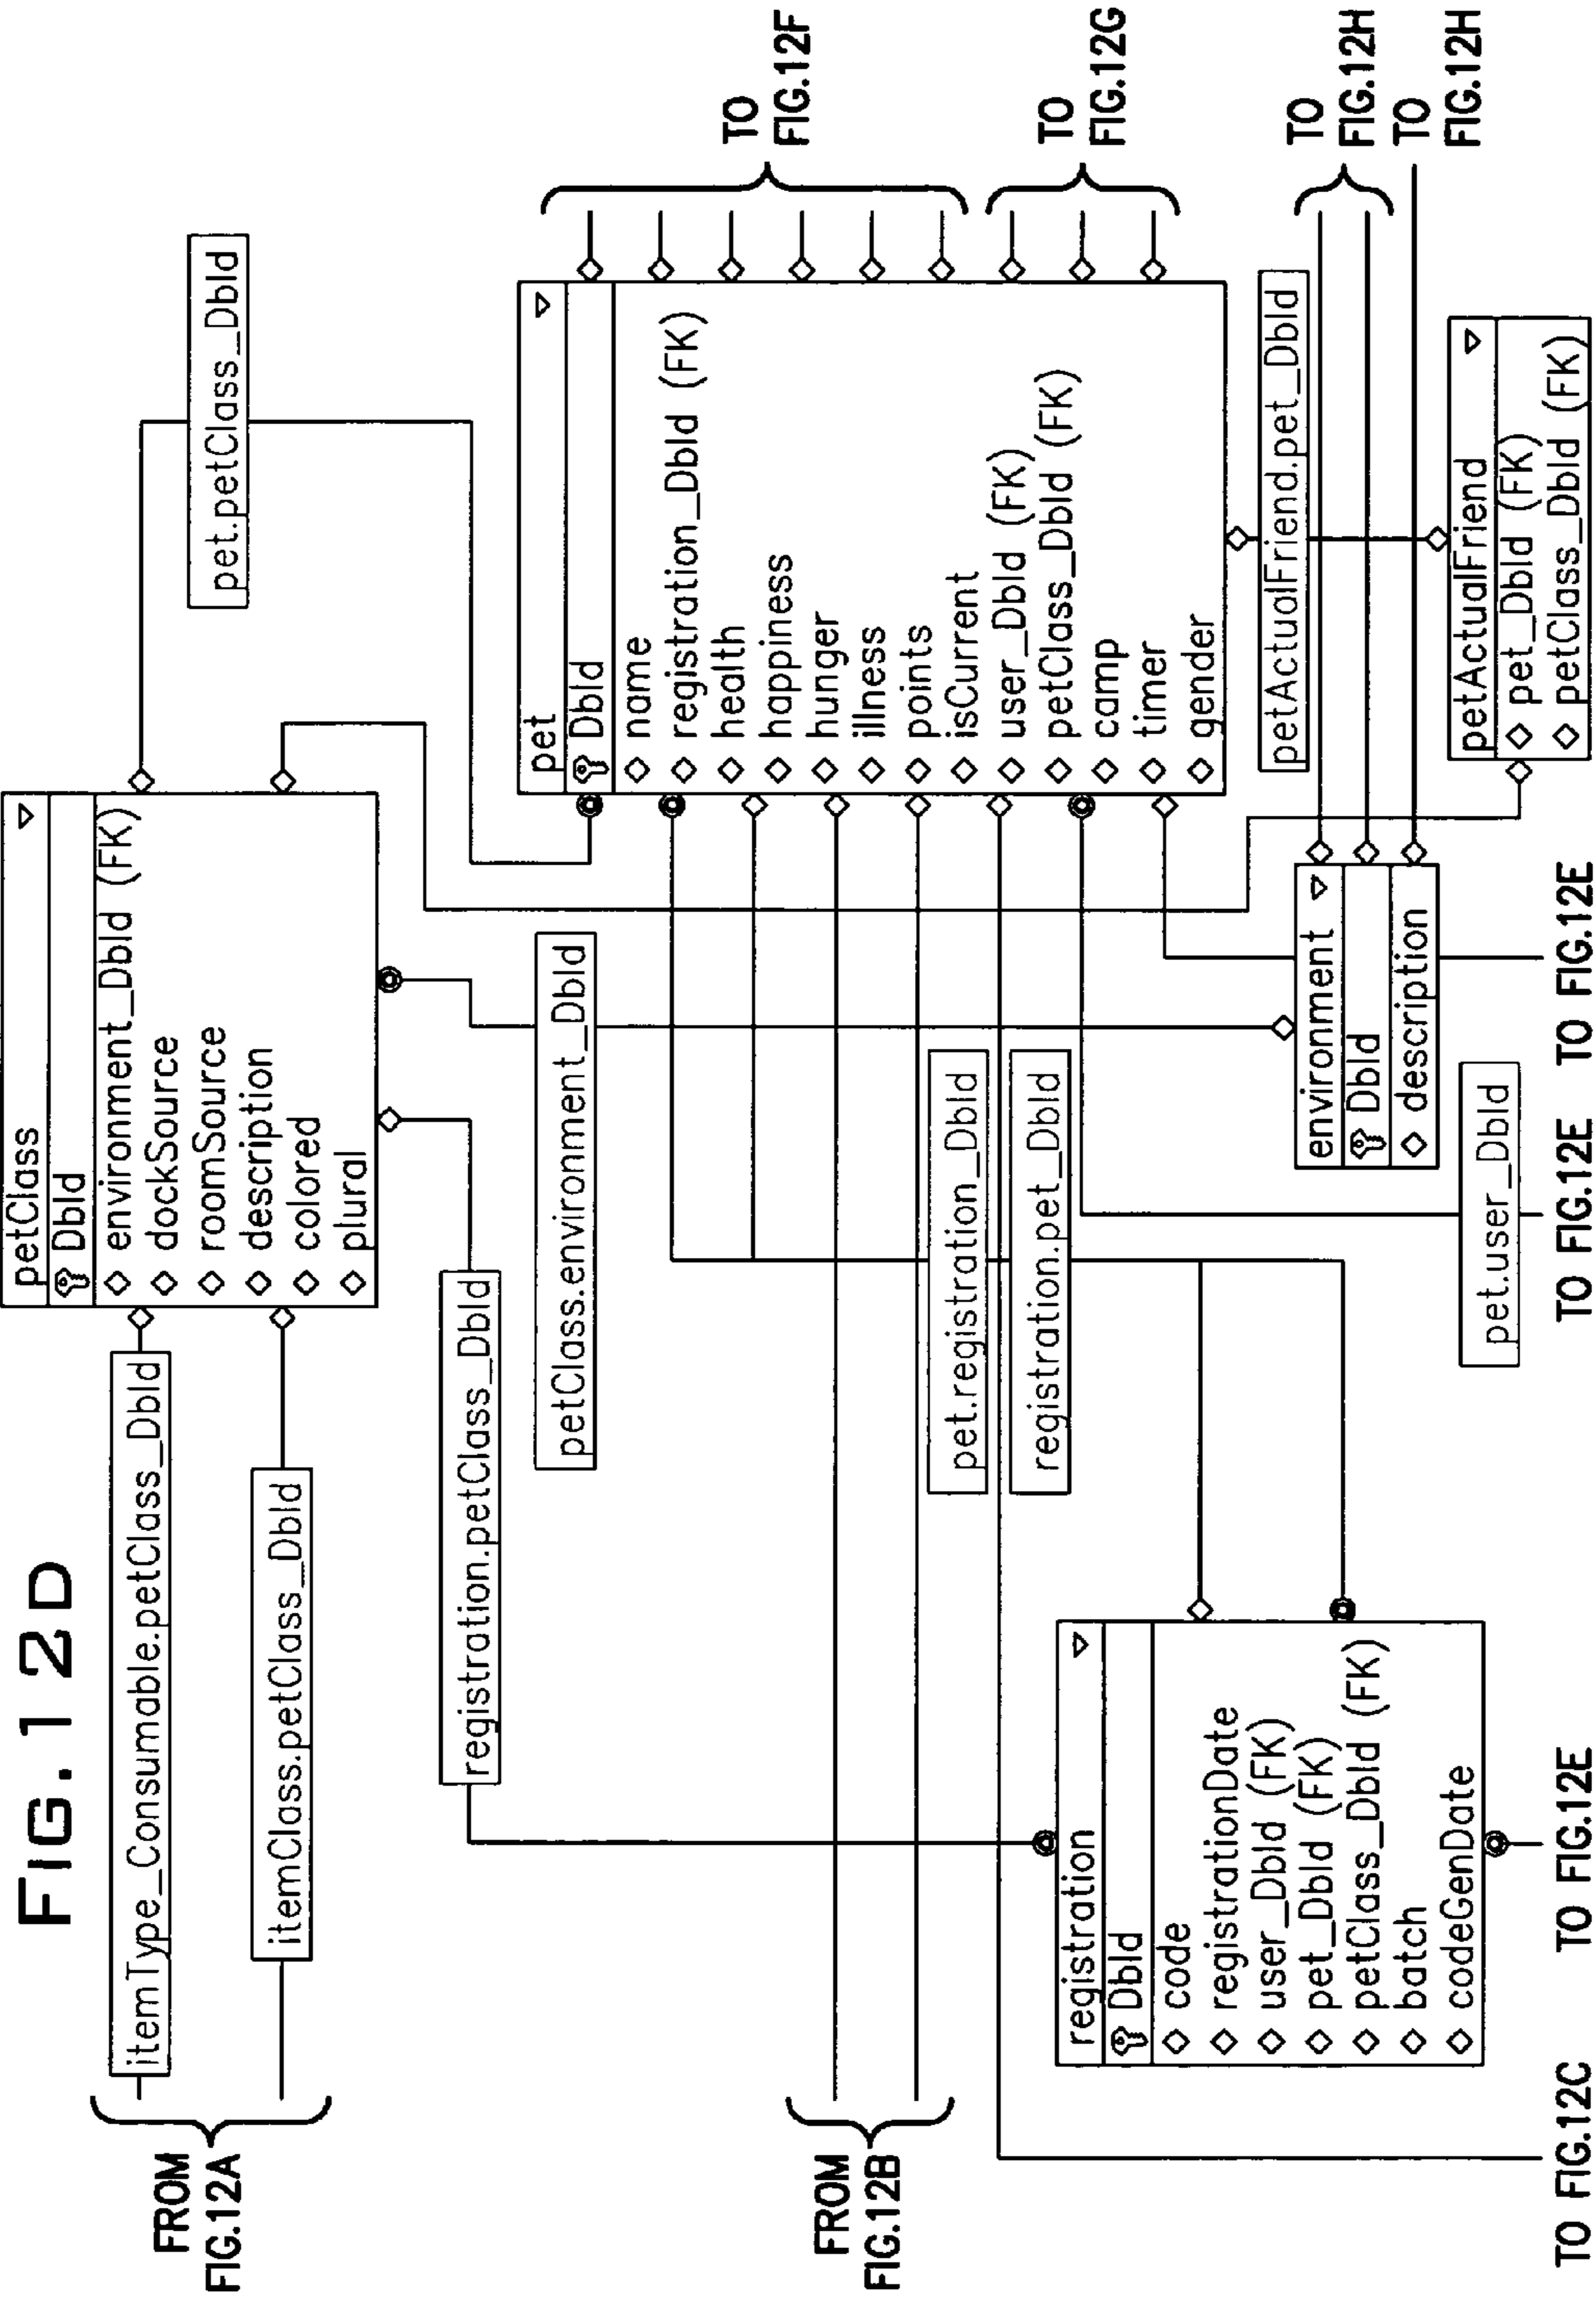 FIG.12D
FROM
FIG.12A
itemType_Consumable.petClass_DbId
itemClass.petClass_DbId
petClass
DbId
environment_DbId (FK)
dockSource
roomSource
description
colored
plural
pet.petClass_DbId
registration.petClass_DbId
petClass.environment_DbId
pet
DbId
name
registration_DbId (FK)
health
happiness
hunger
illness
points
isCurrent
user_DbId (FK)
petClass_DbId (FK)
camp
timer
gender
TO
FIG.12F
TO
FIG.12G
FROM
FIG.12B
pet.registration_DbId
registration.pet_DbId
registration
DbId
code
registrationDate
user_DbId (FK)
pet_DbId (FK)
petClass_DbId (FK)
batch
codeGenDate
petActualFriend.pet_DbId
environment
DbId
description
TO
FIG.12H
TO
FIG.12H
petActualFriend
pet_DbId (FK)
petClass_DbId (FK)
pet.user_DbId
TO FIG.12C
TO FIG.12E
TO FIG.12E
TO FIG.12E